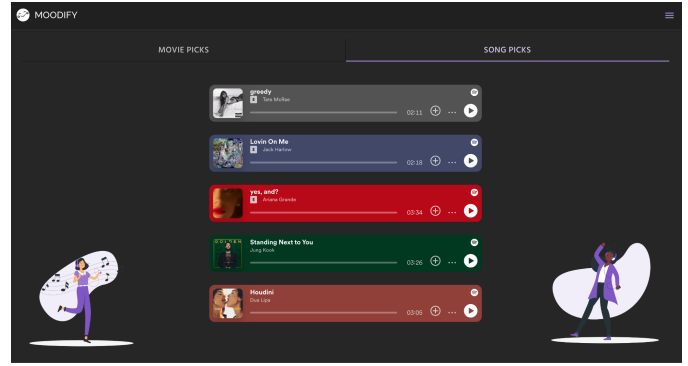 MOODIFY
MOVIE PICKS
SONG PICKS
greedy
E Tate McRae
02:11
Lovin On Me
E Jack Harlow
02:18
yes, and?
E Ariana Grande
03:34
GOLDEN
Standing Next to You
Jung Kook
03:26
Houdini
Dua Lipa
03:05